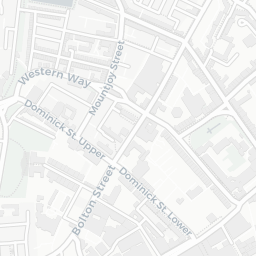 Mountjoy Street
Western Way
Dominick St. Upper
Dominick St. Lower
Bolton Street